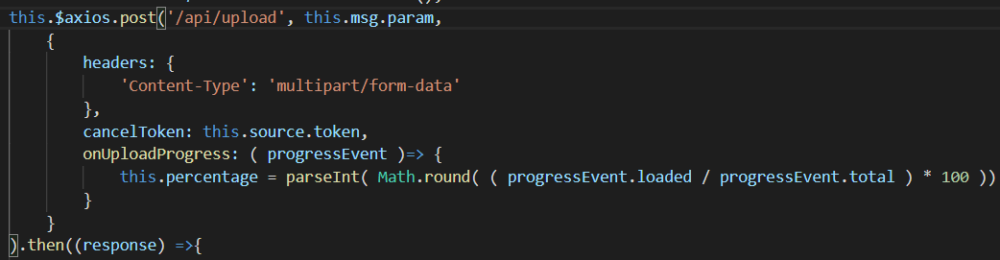 this.$axios.post('/api/upload', this.msg.param,
{
headers: {
'Content-Type': 'multipart/form-data'
},
cancelToken: this.source.token,
onUploadProgress: ( progressEvent )=> {
this.percentage = parseInt( Math.round( ( progressEvent.loaded / progressEvent.total ) * 100 ))
}
}
).then((response) =>{